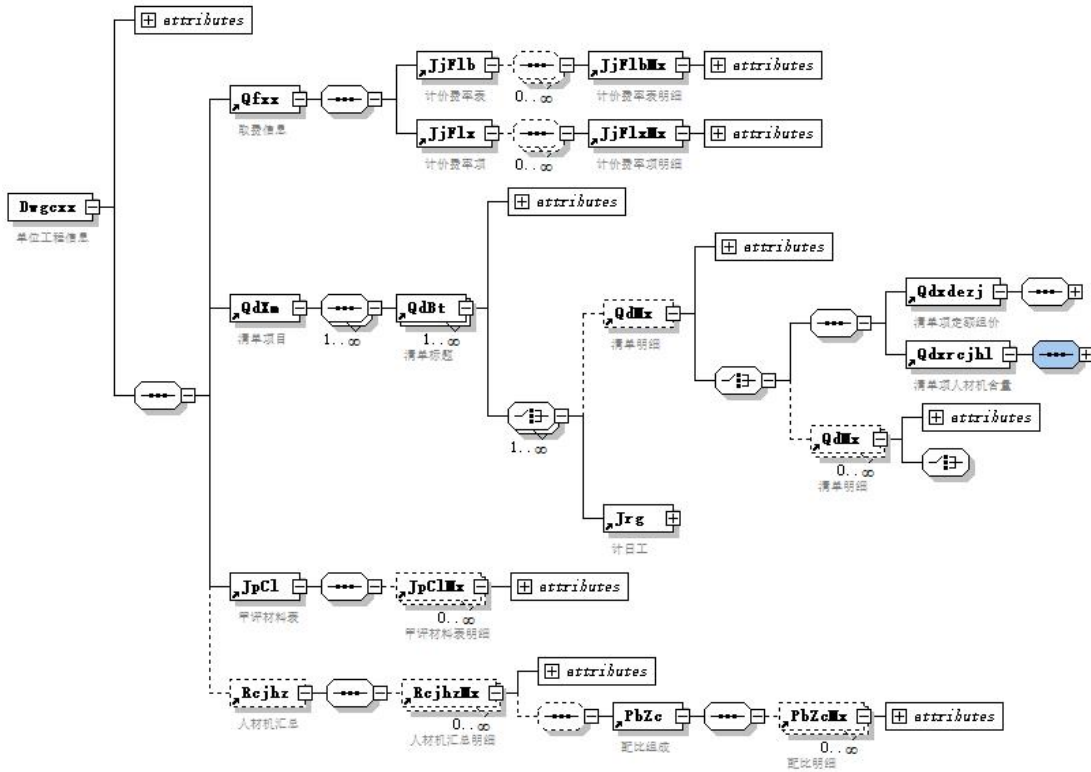 attributes
JjFlb
0..∞
计价费率表
JjFlbMx
计价费率表明细
attributes
Qfxx
取费信息
JjFlx
0..∞
计价费率项
JjFlxMx
计价费率项明细
attributes
Dwgcxx
单位工程信息
attributes
QdXm
清单项目
1..∞
QdBt
1..∞
清单标题
1..∞
QdMx
清单明细
attributes
Qdxdezj
清单项定额组价
Qdxrcjhl
清单项人材机含量
QdMx
0..∞
清单明细
attributes
Jrg
计日工
JpCl
甲评材料表
JpClMx
0..∞
甲评材料表明细
attributes
Rcjhz
人材机汇总
RcjhzMx
0..∞
人材机汇总明细
attributes
PbZc
配比组成
PbZcMx
0..∞
配比明细
attributes